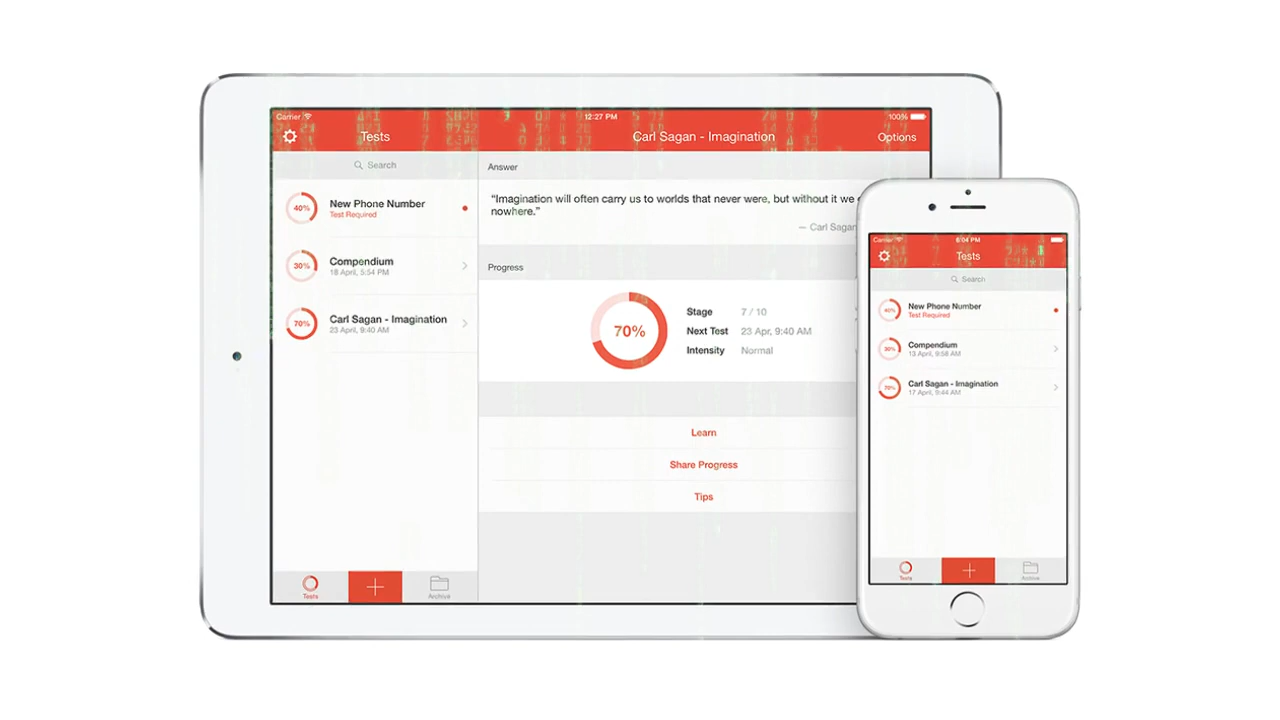 Carrier 12:27 PM 100%
Tests Carl Sagan - Imagination Options
Search
40%
New Phone Number
Test Required
30%
Compendium
18 April, 5:54 PM
70%
Carl Sagan - Imagination
23 April, 9:40 AM
Tests
Archive
Answer
“Imagination will often carry us to worlds that never were, but without it we
nowhere.”
— Carl Sagan
Progress
70%
Stage 7 / 10
Next Test 23 Apr, 9:40 AM
Intensity Normal
Learn
Share Progress
Tips
Carrier 6:04 PM
Tests
Search
40%
New Phone Number
Test Required
30%
Compendium
13 April, 9:58 AM
70%
Carl Sagan - Imagination
17 April, 9:44 AM
Tests
Archive